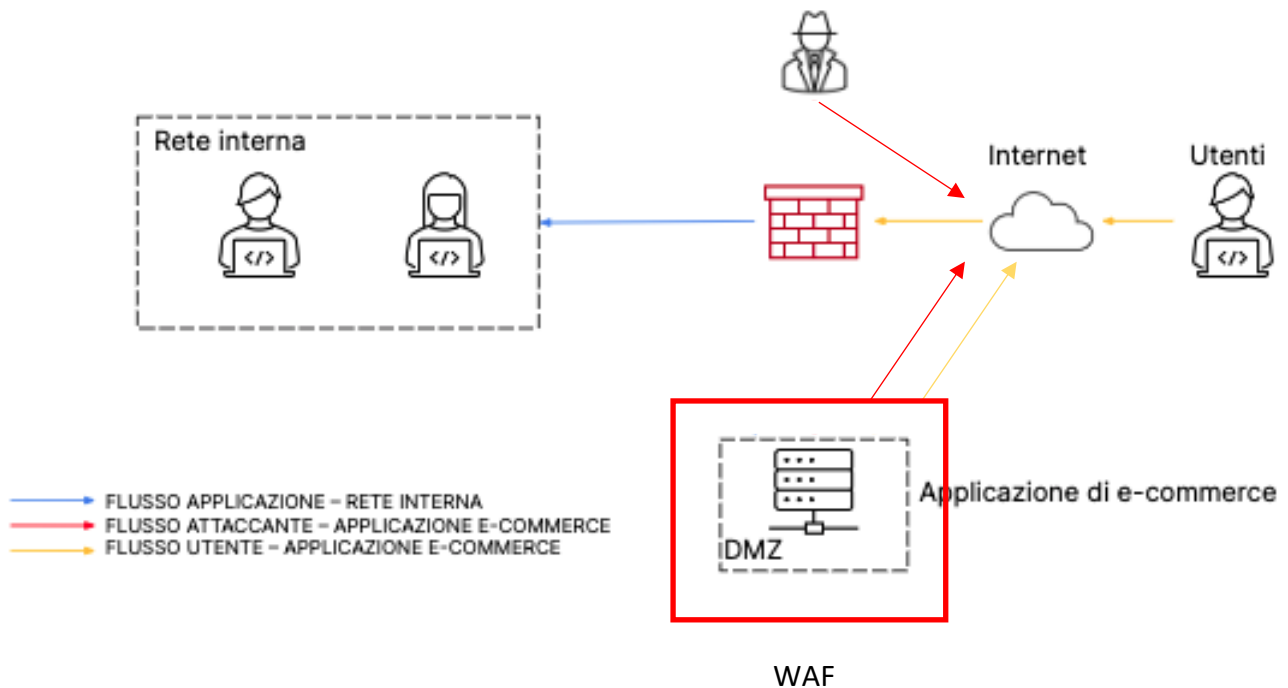 Rete interna
Internet
Utenti
</>
</>
</>
Applicazione di e-commerce
DMZ
FLUSSO APPLICAZIONE – RETE INTERNA
FLUSSO ATTACCANTE – APPLICAZIONE E-COMMERCE
FLUSSO UTENTE – APPLICAZIONE E-COMMERCE
WAF